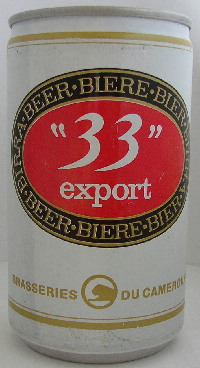 BEER·BIERE·BIER
"33"
export
BEER·BIERE·BIER
BRASSERIES DU CAMEROUN